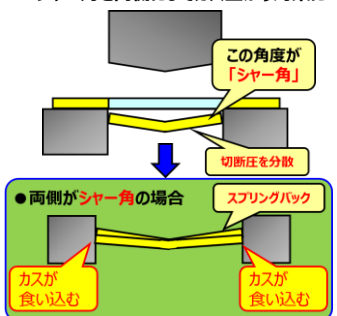 この角度が
「シャー角」
切断圧を分散
●両側がシャー角の場合
スプリングバック
カスが
食い込む
カスが
食い込む